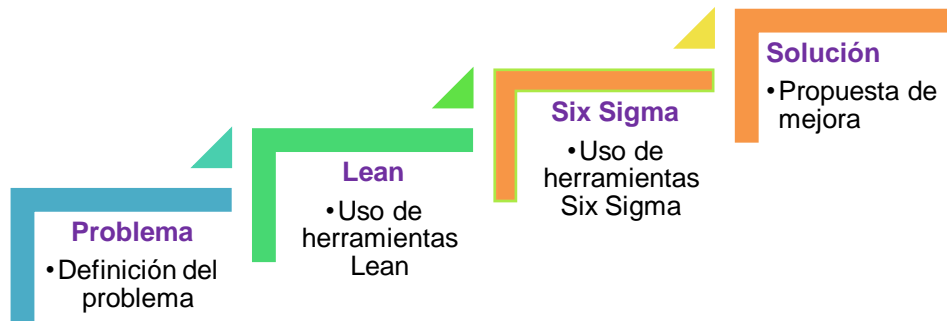 Problema
•Definición del
problema
Lean
•Uso de
herramientas
Lean
Six Sigma
•Uso de
herramientas
Six Sigma
Solución
•Propuesta de
mejora